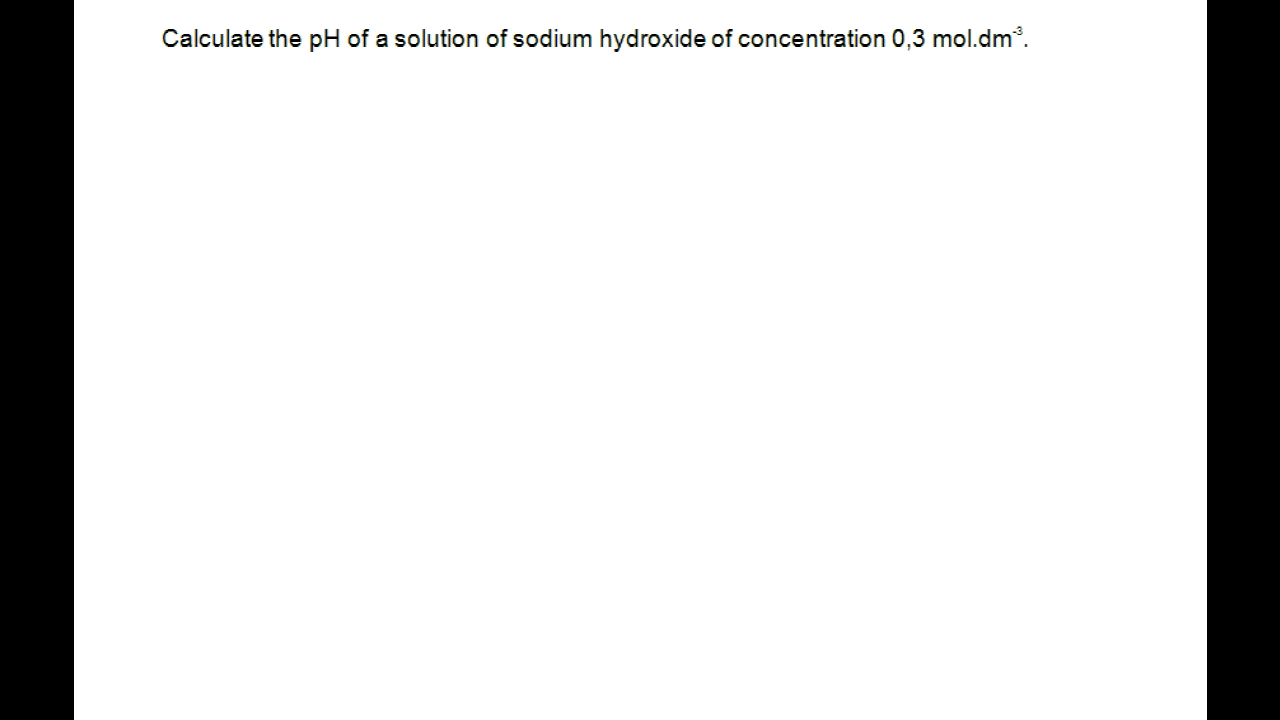 Calculate the pH of a solution of sodium hydroxide of concentration 0,3 mol.dm⁻³.